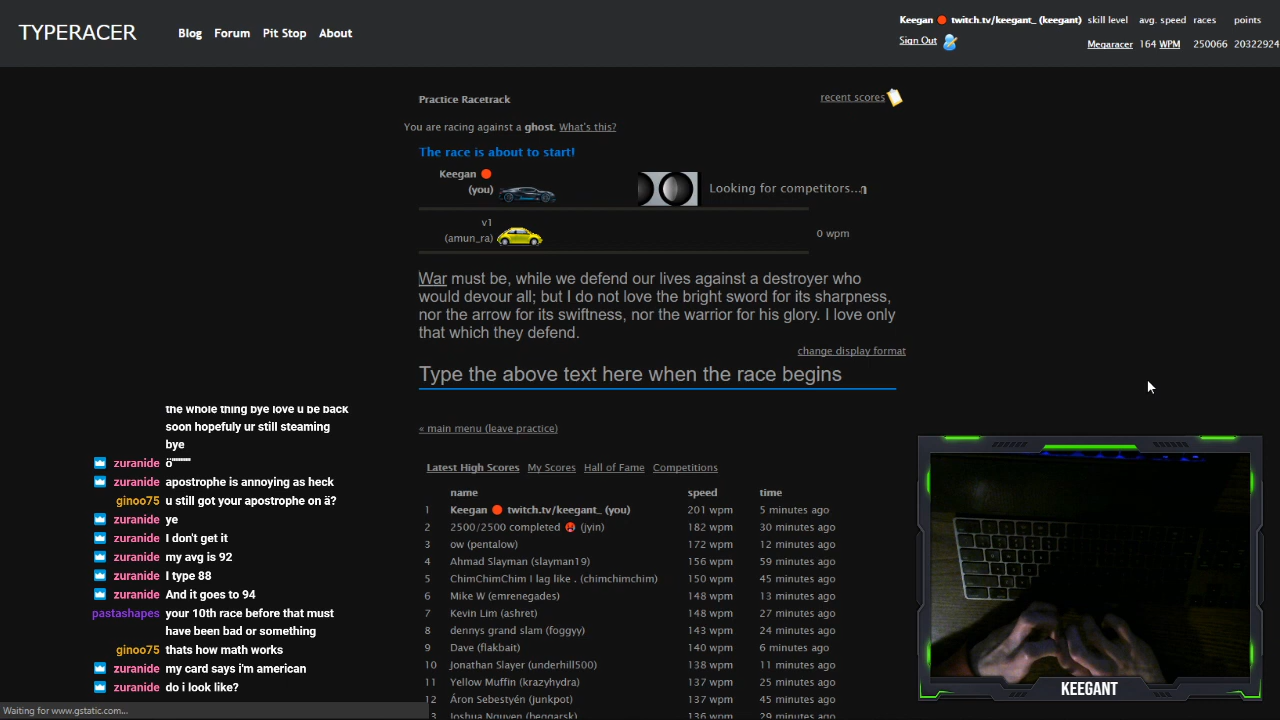 TYPERACER
Blog Forum Pit Stop About
Keegan twitch.tv/keegant_ (keegant) skill level avg. speed races points
Sign Out
Megaracer 164 WPM 250066 20322924
Practice Racetrack
recent scores
You are racing against a ghost. What's this?
The race is about to start!
Keegan
(you)
Looking for competitors...
v1
(amun_ra)
0 wpm
War must be, while we defend our lives against a destroyer who
would devour all; but I do not love the bright sword for its sharpness,
nor the arrow for its swiftness, nor the warrior for his glory. I love only
that which they defend.
change display format
Type the above text here when the race begins
« main menu (leave practice)
Latest High Scores My Scores Hall of Fame Competitions
name speed time
1 Keegan twitch.tv/keegant_ (you) 201 wpm 5 minutes ago
2 2500/2500 completed (jyin) 182 wpm 30 minutes ago
3 ow (pentalow) 172 wpm 12 minutes ago
4 Ahmad Slayman (slayman19) 156 wpm 59 minutes ago
5 ChimChimChim I lag like . (chimchimchim) 150 wpm 45 minutes ago
6 Mike W (emrenegades) 148 wpm 13 minutes ago
7 Kevin Lim (ashret) 148 wpm 27 minutes ago
8 dennys grand slam (foggyy) 143 wpm 24 minutes ago
9 Dave (flakbait) 140 wpm 6 minutes ago
10 Jonathan Slayer (underhill500) 138 wpm 11 minutes ago
11 Yellow Muffin (krazyhydra) 137 wpm 25 minutes ago
12 Áron Sebestyén (junkpot) 137 wpm 45 minutes ago
Joshua Nguyen (beggarsk) 136 wpm 29 minutes ago
the whole thing bye love u be back
soon hopefuly ur still steaming
bye
zuranide
zuranide apostrophe is annoying as heck
ginoo75 u still got your apostrophe on ä?
zuranide ye
zuranide I don't get it
zuranide my avg is 92
zuranide I type 88
zuranide And it goes to 94
pastashapes your 10th race before that must
have been bad or something
ginoo75 thats how math works
zuranide my card says i'm american
zuranide do i look like?
KEEGANT
Waiting for www.gstatic.com...